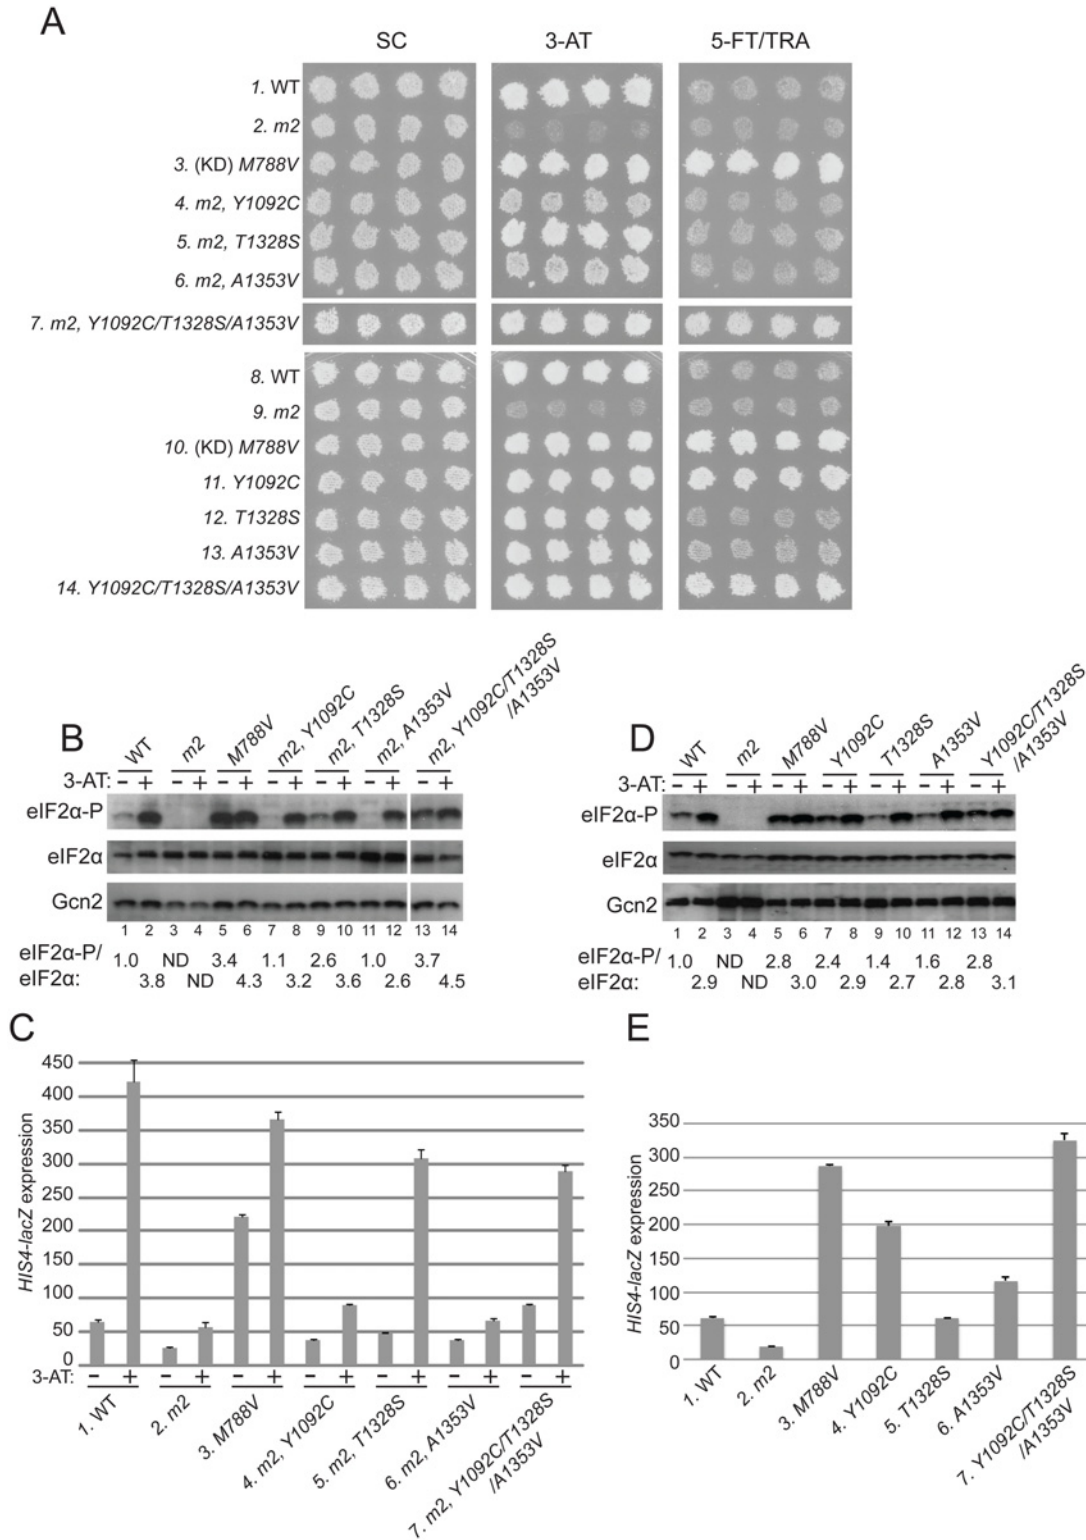 A
SC 3-AT 5-FT/TRA
1. WT
2. m2
3. (KD) M788V
4. m2, Y1092C
5. m2, T1328S
6. m2, A1353V
7. m2, Y1092C/T1328S/A1353V
8. WT
9. m2
10. (KD) M788V
11. Y1092C
12. T1328S
13. A1353V
14. Y1092C/T1328S/A1353V
B
WT m2 M788V m2, Y1092C m2, T1328S m2, A1353V m2, Y1092C/T1328S
/A1353V
3-AT: - + - + - + - + - + - + - +
eIF2α-P
eIF2α
Gcn2
1 2 3 4 5 6 7 8 9 10 11 12 13 14
eIF2α-P/ 1.0 ND 3.4 1.1 2.6 1.0 3.7
eIF2α: 3.8 ND 4.3 3.2 3.6 2.6 4.5
D
WT m2 M788V Y1092C T1328S A1353V Y1092C/T1328S
/A1353V
3-AT: - + - + - + - + - + - + - +
eIF2α-P
eIF2α
Gcn2
1 2 3 4 5 6 7 8 9 10 11 12 13 14
eIF2α-P/ 1.0 ND 2.8 2.4 1.4 1.6 2.8
eIF2α: 2.9 ND 3.0 2.9 2.7 2.8 3.1
C
HIS4-lacZ expression
450
400
350
300
250
200
150
100
50
0
3-AT: - + - + - + - + - + - + - +
1. WT
2. m2
3. M788V
4. m2, Y1092C
5. m2, T1328S
6. m2, A1353V
7. m2, Y1092C/T1328S
/A1353V
E
HIS4-lacZ expression
350
300
250
200
150
100
50
0
1. WT
2. m2
3. M788V
4. Y1092C
5. T1328S
6. A1353V
7. Y1092C/T1328S
/A1353V